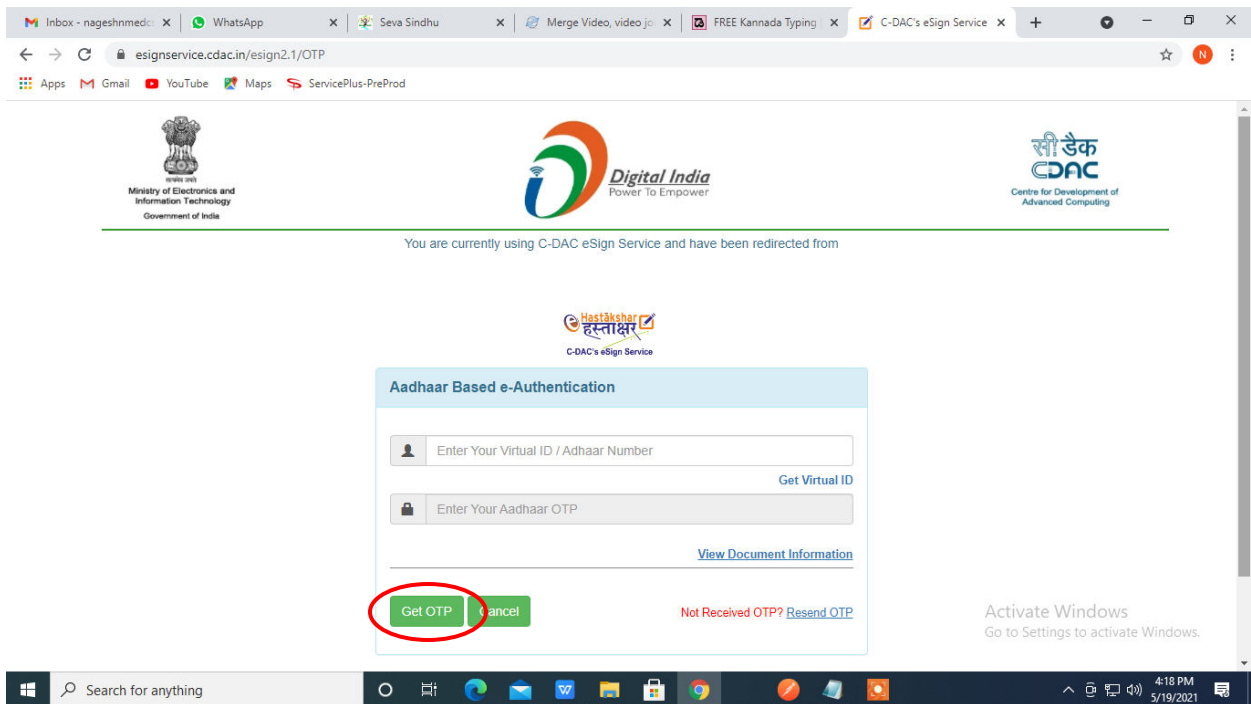 Inbox - nageshnmedc
WhatsApp
Seva Sindhu
Merge Video, video jo
FREE Kannada Typing
C-DAC's eSign Service
esignservice.cdac.in/esign2.1/OTP
N
Apps
Gmail
YouTube
Maps
ServicePlus-PreProd
सत्यमेव जयते
Ministry of Electronics and
Information Technology
Government of India
Digital India
Power To Empower
सी डैक
CDAC
Centre for Development of
Advanced Computing
You are currently using C-DAC eSign Service and have been redirected from
e Hastākshar
हस्ताक्षर
C-DAC's eSign Service
Aadhaar Based e-Authentication
Enter Your Virtual ID / Adhaar Number
Get Virtual ID
Enter Your Aadhaar OTP
View Document Information
Get OTP
Cancel
Not Received OTP? Resend OTP
Activate Windows
Go to Settings to activate Windows.
Search for anything
W
4:18 PM
5/19/2021